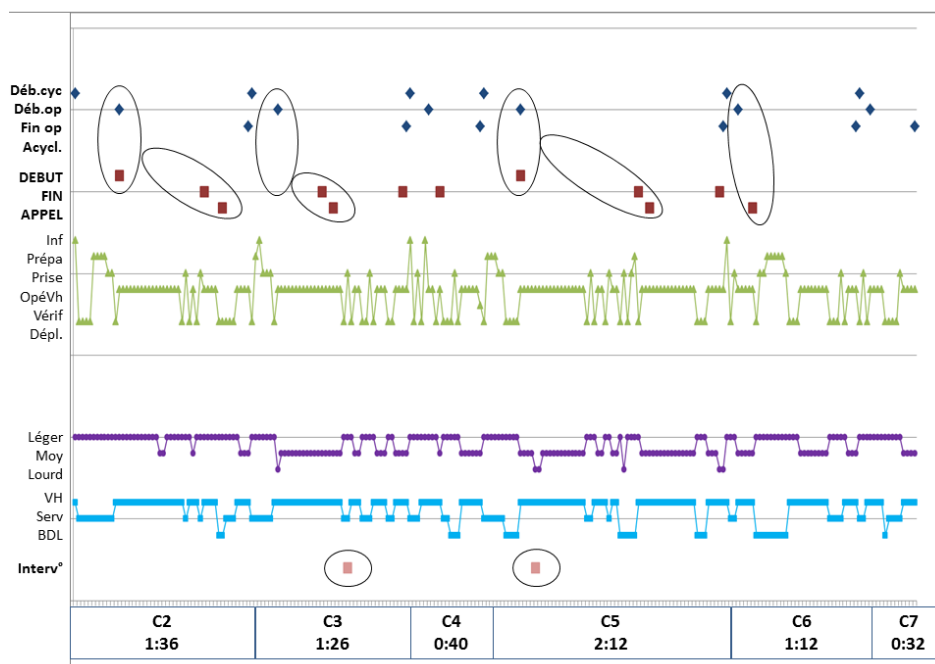 Déb.cyc
Déb.op
Fin op
Acycl.
DEBUT
FIN
APPEL
Inf
Prépa
Prise
OpéVh
Vérif
Dépl.
Léger
Moy
Lourd
VH
Serv
BDL
Interv°
C2 C3 C4 C5 C6 C7
1:36 1:26 0:40 2:12 1:12 0:32